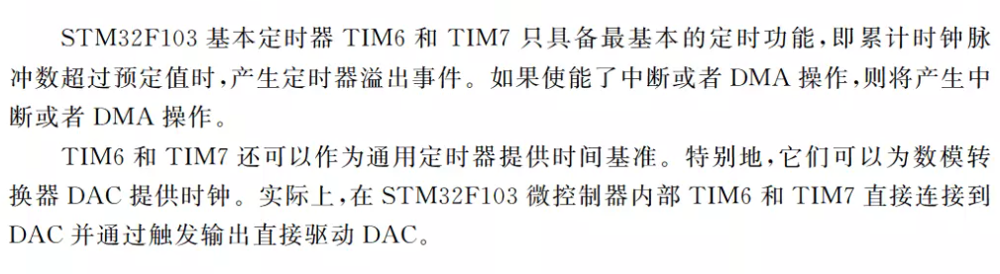 STM32F103 基本定时器 TIM6 和 TIM7 只具备最基本的定时功能,即累计时钟脉
冲数超过预定值时,产生定时器溢出事件。如果使能了中断或者 DMA 操作,则将产生中
断或者 DMA 操作。
TIM6 和 TIM7 还可以作为通用定时器提供时间基准。特别地,它们可以为数模转
换器 DAC 提供时钟。实际上,在 STM32F103 微控制器内部 TIM6 和 TIM7 直接连接到
DAC 并通过触发输出直接驱动 DAC。